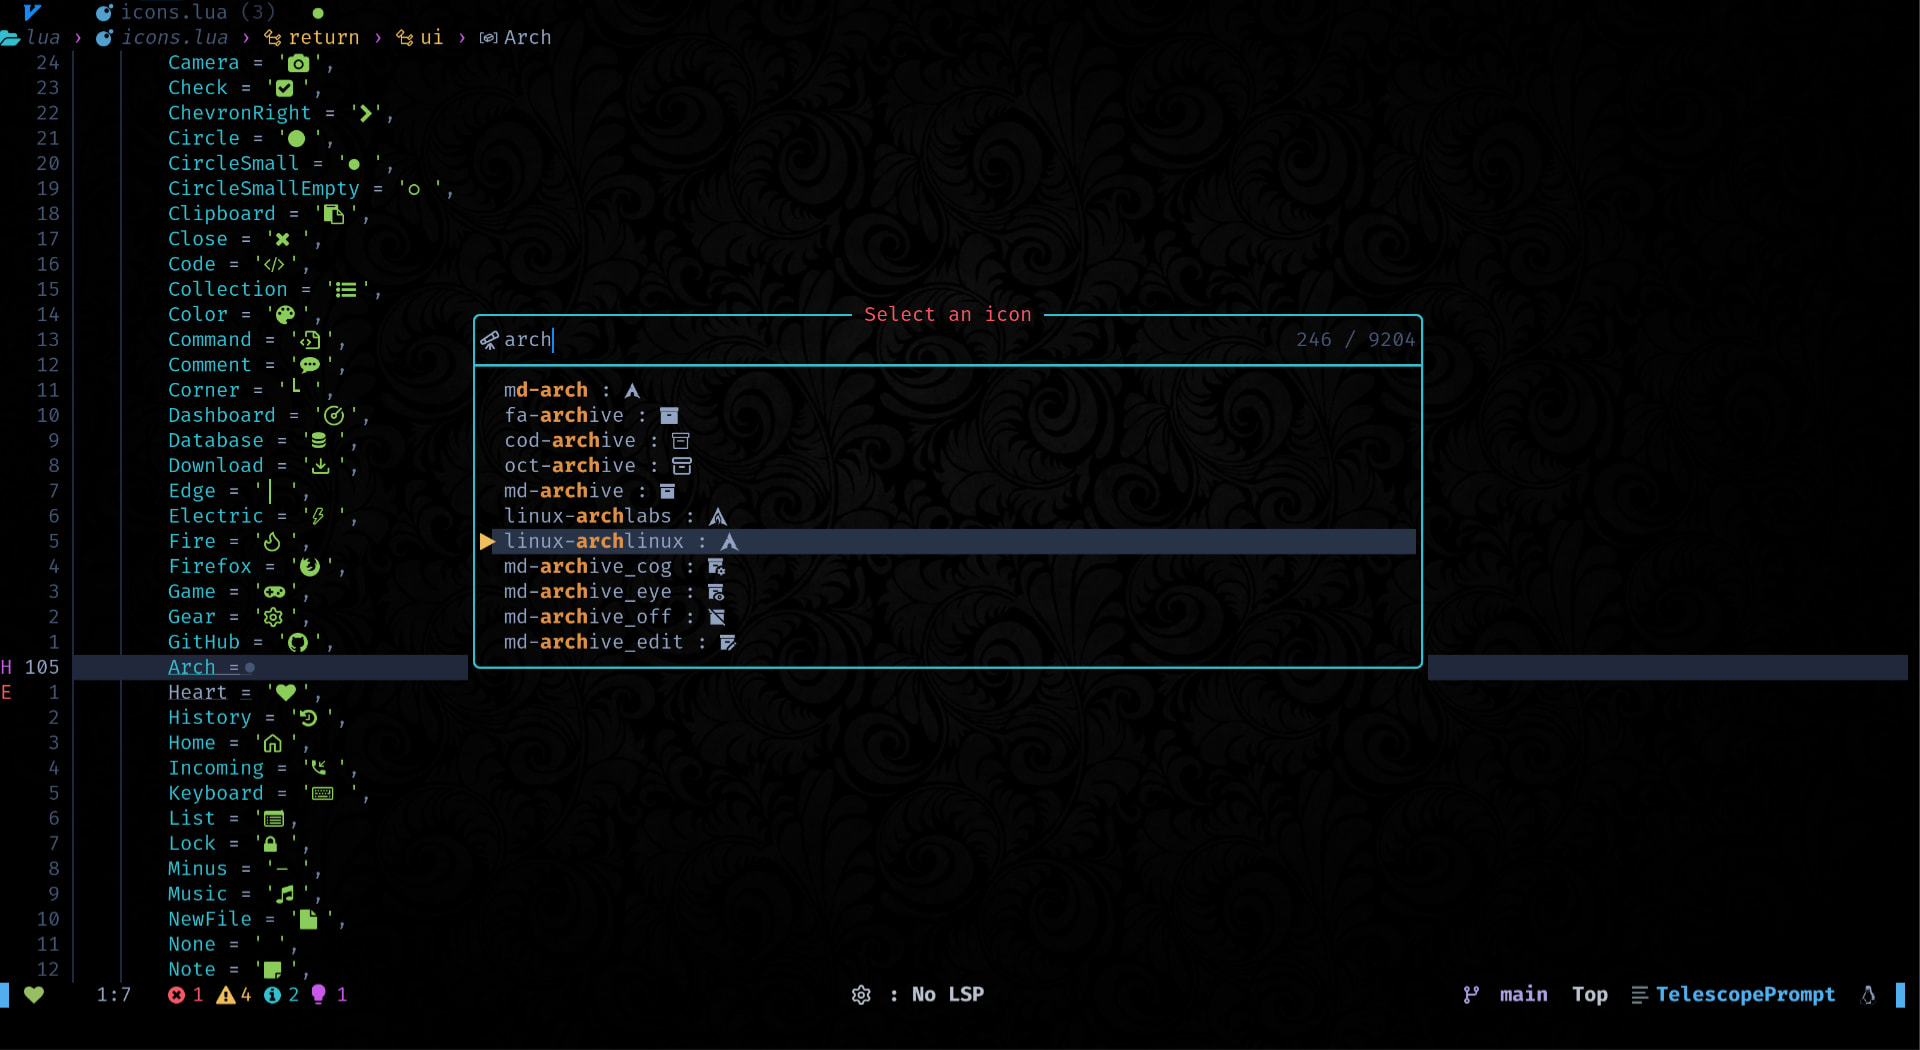 icons.lua (3) ●
lua › icons.lua › return › ui › Arch
24 Camera = '',
23 Check = '',
22 ChevronRight = '',
21 Circle = '',
20 CircleSmall = '● ',
19 CircleSmallEmpty = '○ ',
18 Clipboard = '',
17 Close = '✖ ',
16 Code = '</> ',
15 Collection = '',
14 Color = '',
13 Command = '',
12 Comment = '',
11 Corner = '└ ',
10 Dashboard = '',
9 Database = '',
8 Download = '',
7 Edge = '│ ',
6 Electric = '',
5 Fire = '',
4 Firefox = '',
3 Game = '',
2 Gear = '',
1 GitHub = '',
H 105 Arch =
E 1 Heart = '♥ ',
2 History = '',
3 Home = '',
4 Incoming = '',
5 Keyboard = '',
6 List = '',
7 Lock = '',
8 Minus = '− ',
9 Music = '',
10 NewFile = '',
11 None = ' ',
12 Note = '',
Select an icon
arch 246 / 9204
md-arch :
fa-archive :
cod-archive :
oct-archive :
md-archive :
linux-archlabs :
linux-archlinux :
md-archive_cog :
md-archive_eye :
md-archive_off :
md-archive_edit :
1:7 1 4 2 1 : No LSP main Top TelescopePrompt